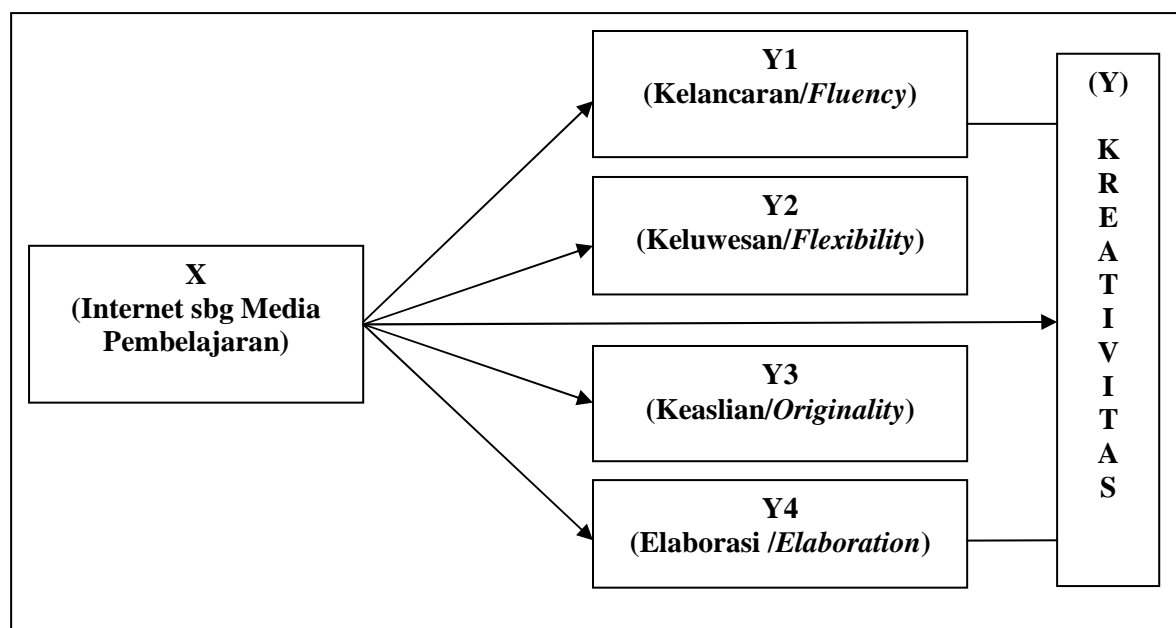 Y1
(Kelancaran/Fluency)
Y2
(Keluwesan/Flexibility)
X
(Internet sbg Media
Pembelajaran)
Y3
(Keaslian/Originality)
Y4
(Elaborasi /Elaboration)
(Y)
K
R
E
A
T
I
V
I
T
A
S